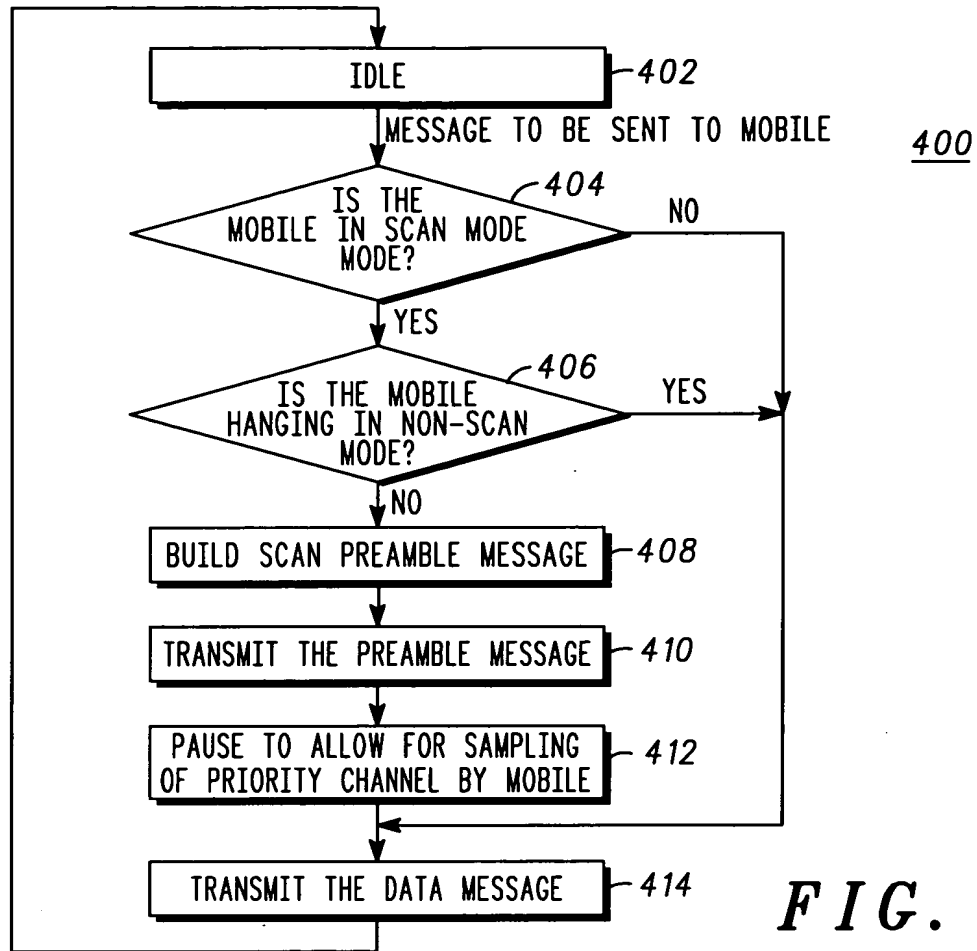 IDLE
402
MESSAGE TO BE SENT TO MOBILE
400
404
IS THE
MOBILE IN SCAN MODE
MODE?
NO
YES
406
IS THE MOBILE
HANGING IN NON-SCAN
MODE?
YES
NO
BUILD SCAN PREAMBLE MESSAGE
408
TRANSMIT THE PREAMBLE MESSAGE
410
PAUSE TO ALLOW FOR SAMPLING
OF PRIORITY CHANNEL BY MOBILE
412
TRANSMIT THE DATA MESSAGE
414
FIG.